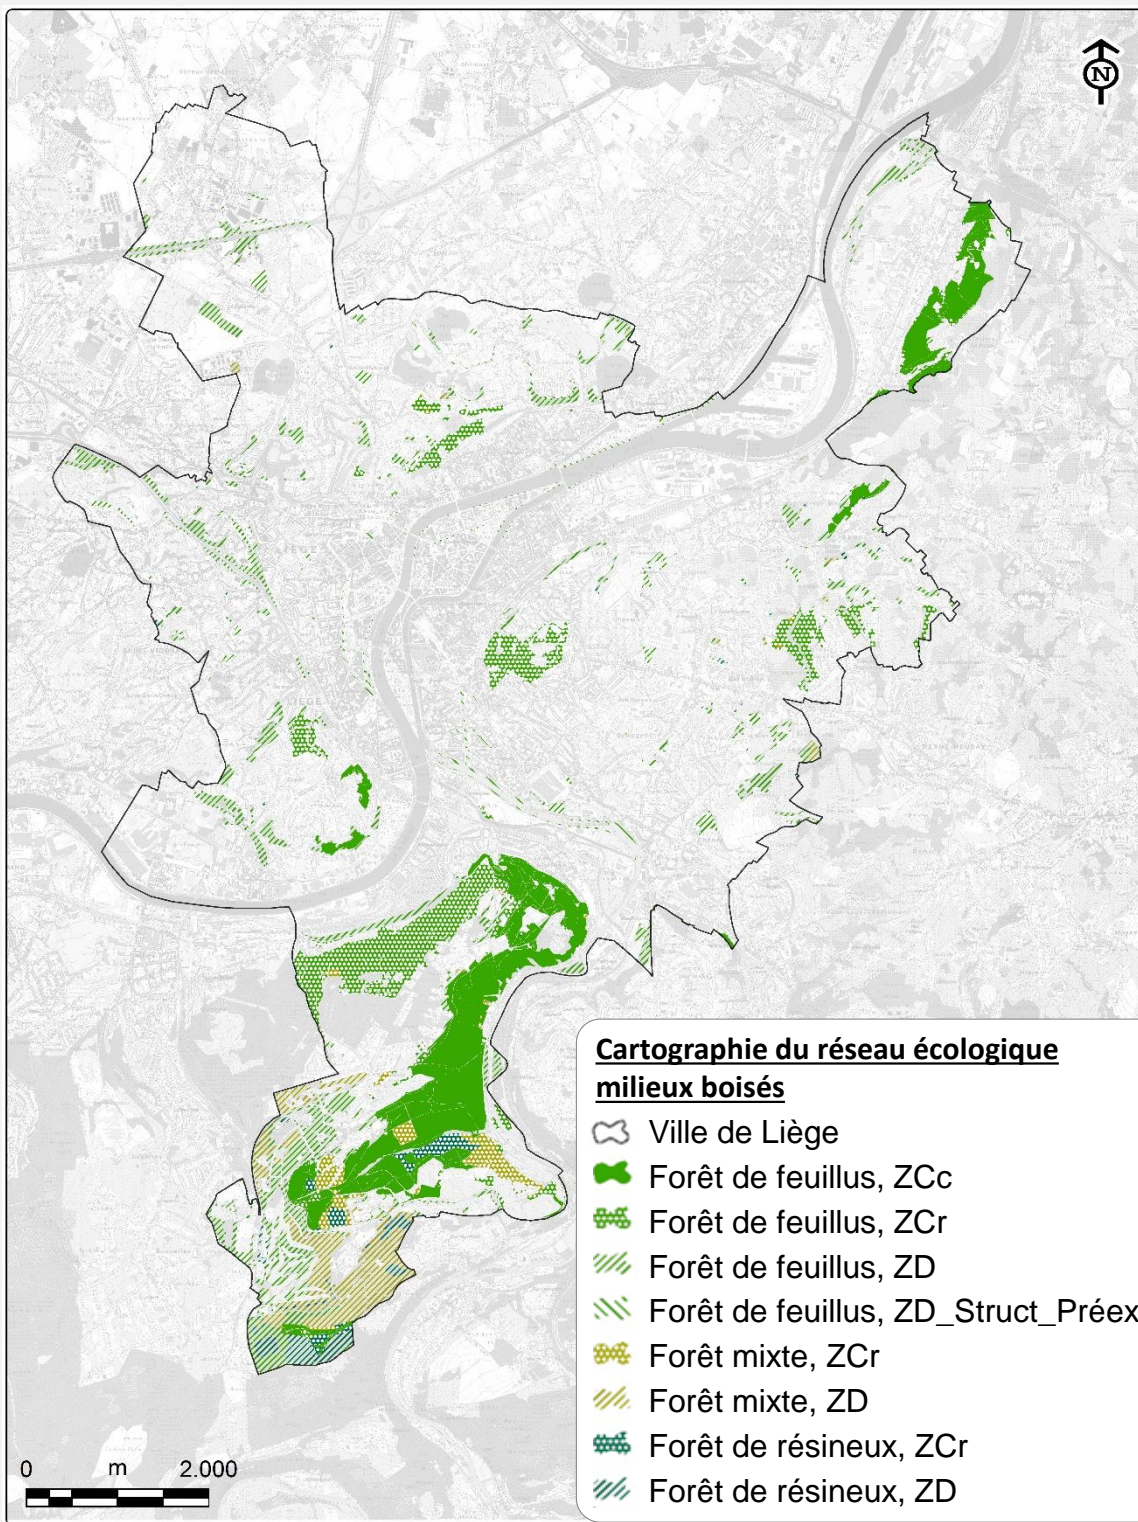 N
LIÈGE
Cartographie du réseau écologique
milieux boisés
Ville de Liège
Forêt de feuillus, ZCc
Forêt de feuillus, ZCr
Forêt de feuillus, ZD
Forêt de feuillus, ZD_Struct_Préex
Forêt mixte, ZCr
Forêt mixte, ZD
Forêt de résineux, ZCr
Forêt de résineux, ZD
0 m 2.000